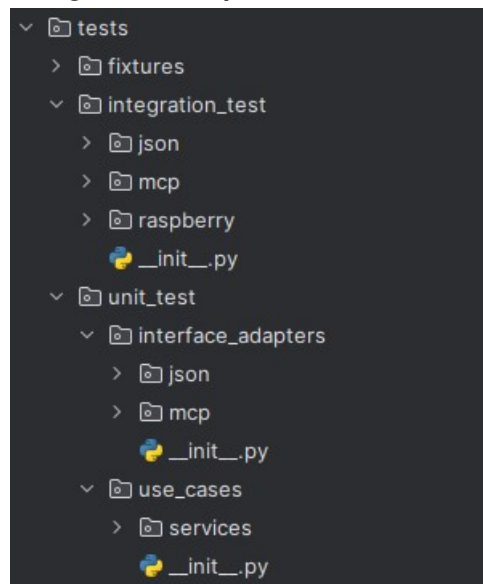 tests
fixtures
integration_test
json
mcp
raspberry
__init__.py
unit_test
interface_adapters
json
mcp
__init__.py
use_cases
services
__init__.py